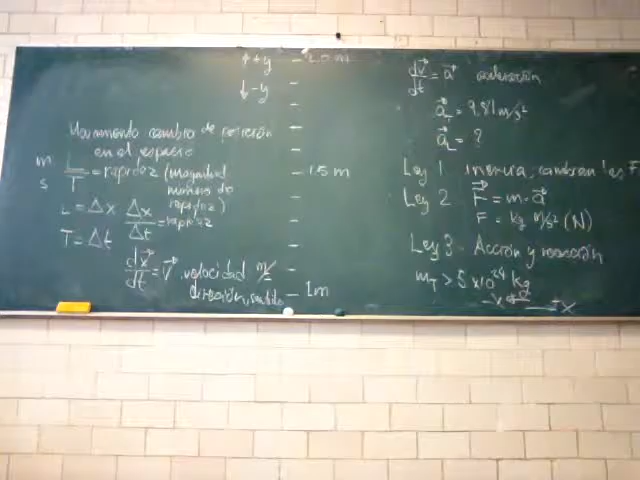 ↑+y
↓-y
2.0 m
1.5 m
1m
Movimiento cambio de posición
en el espacio
m
s
L/T = rapidez (magnitud
número de
rapidez)
L = Δx Δx/Δt = rapidez
T = Δt
dx⃗/dt = v⃗ velocidad m/s
dirección, sentido
dv⃗/dt = a⃗ aceleración
= 9.81 m/s²
a⃗L = ?
Ley 1 inercia, cambian las F
Ley 2 F⃗ = m·a⃗
F = kg m/s² (N)
Ley 3 Acción y reacción
mT > 5 x10²⁴ kg
-x +x